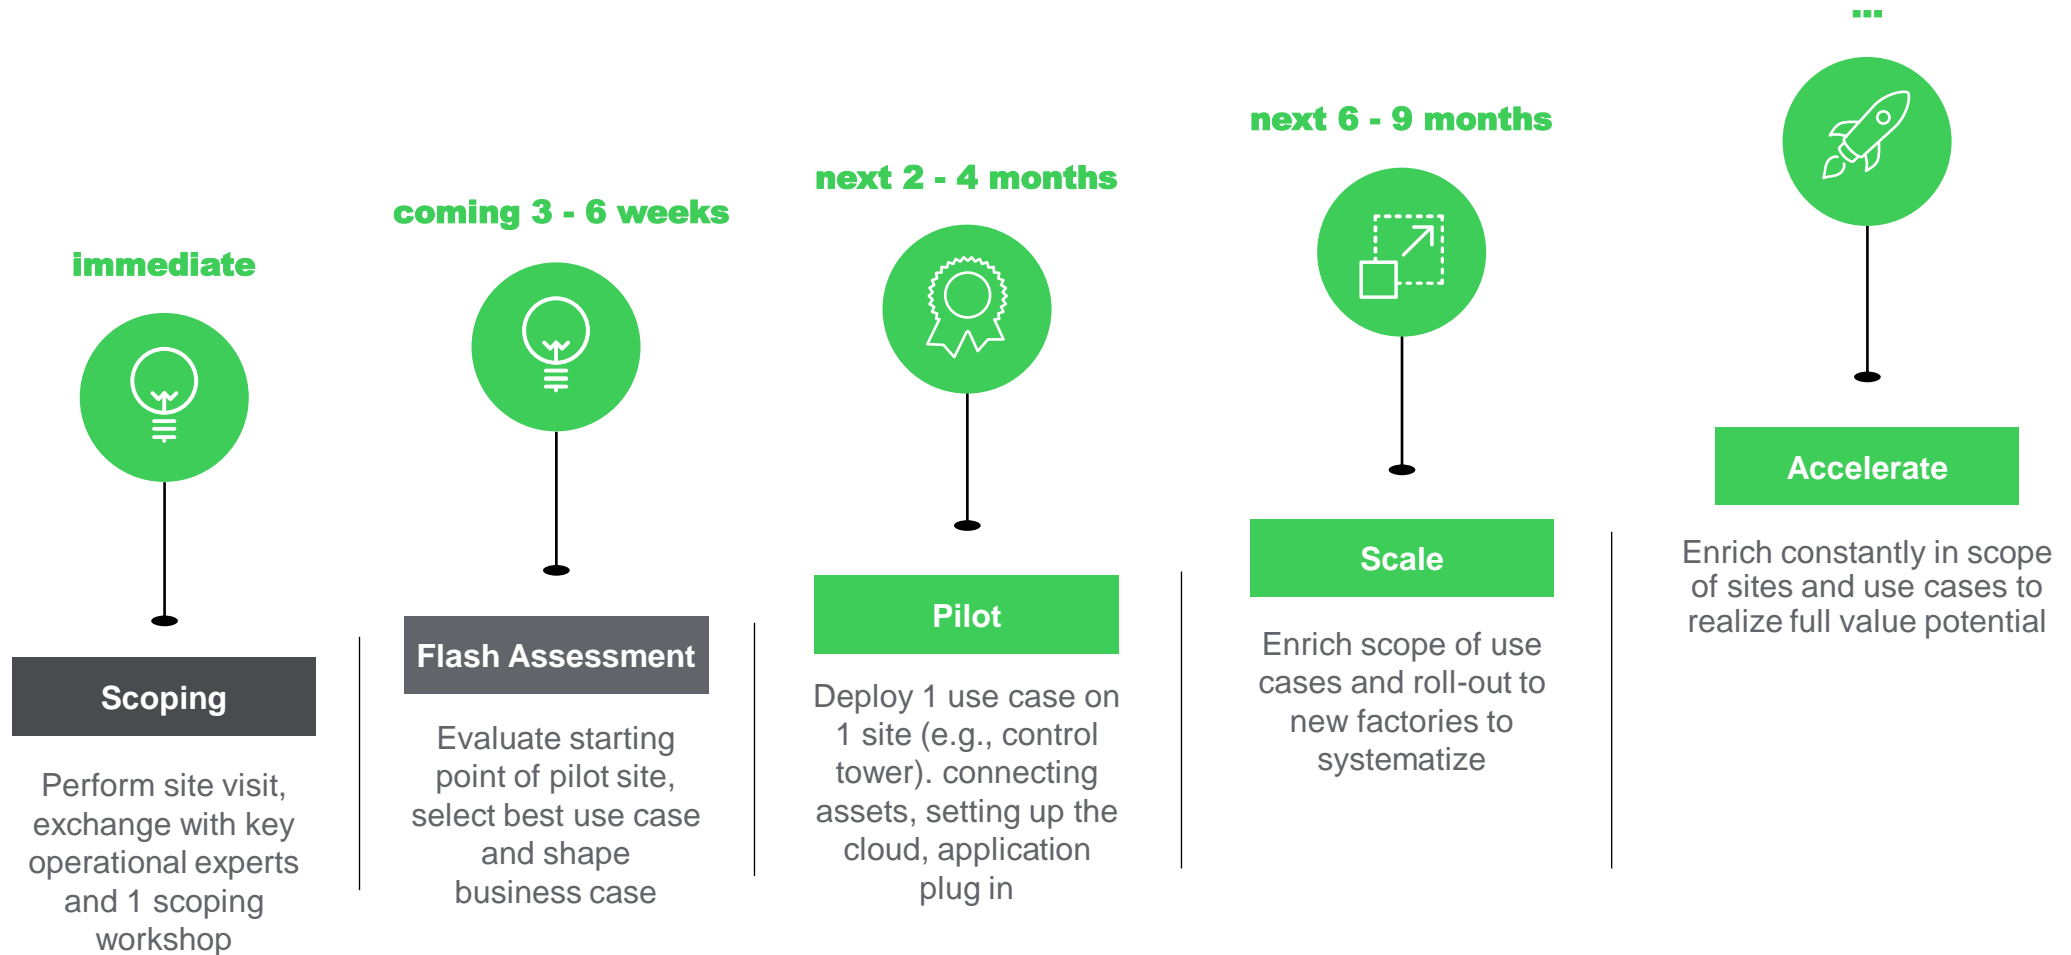 immediate
Scoping
Perform site visit,
exchange with key
operational experts
and 1 scoping
workshop
coming 3 - 6 weeks
Flash Assessment
Evaluate starting
point of pilot site,
select best use case
and shape
business case
next 2 - 4 months
Pilot
Deploy 1 use case on
1 site (e.g., control
tower). connecting
assets, setting up the
cloud, application
plug in
next 6 - 9 months
Scale
Enrich scope of use
cases and roll-out to
new factories to
systematize
...
Accelerate
Enrich constantly in scope
of sites and use cases to
realize full value potential